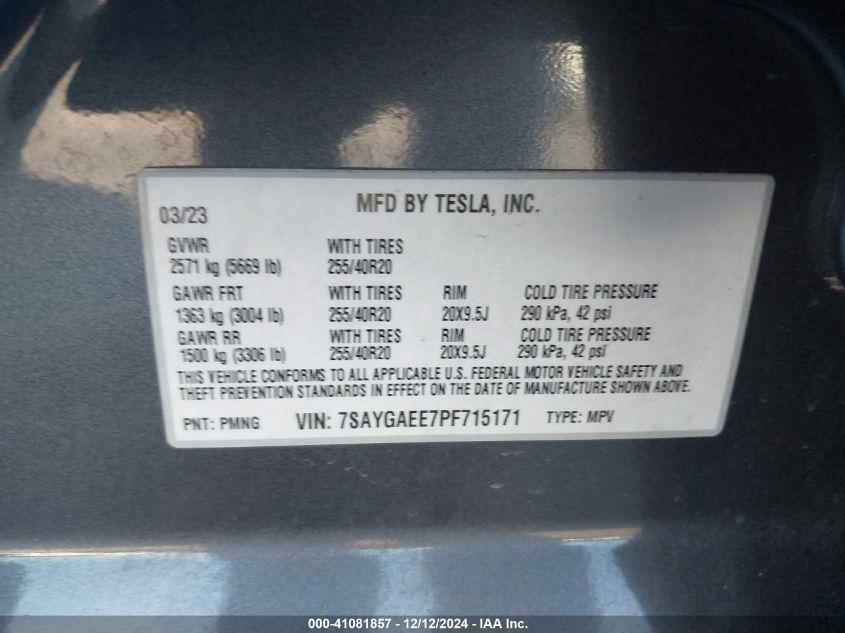 03/23 MFD BY TESLA, INC.
GVWR WITH TIRES
2571 kg (5669 lb) 255/40R20
GAWR FRT WITH TIRES RIM COLD TIRE PRESSURE
1363 kg (3004 lb) 255/40R20 20X9.5J 290 kPa, 42 psi
GAWR RR WITH TIRES RIM COLD TIRE PRESSURE
1500 kg (3306 lb) 255/40R20 20X9.5J 290 kPa, 42 psi
THIS VEHICLE CONFORMS TO ALL APPLICABLE U.S. FEDERAL MOTOR VEHICLE SAFETY AND
THEFT PREVENTION STANDARDS IN EFFECT ON THE DATE OF MANUFACTURE SHOWN ABOVE.
PNT: PMNG VIN: 7SAYGAEE7PF715171 TYPE: MPV
000-41081857 - 12/12/2024 - IAA Inc.